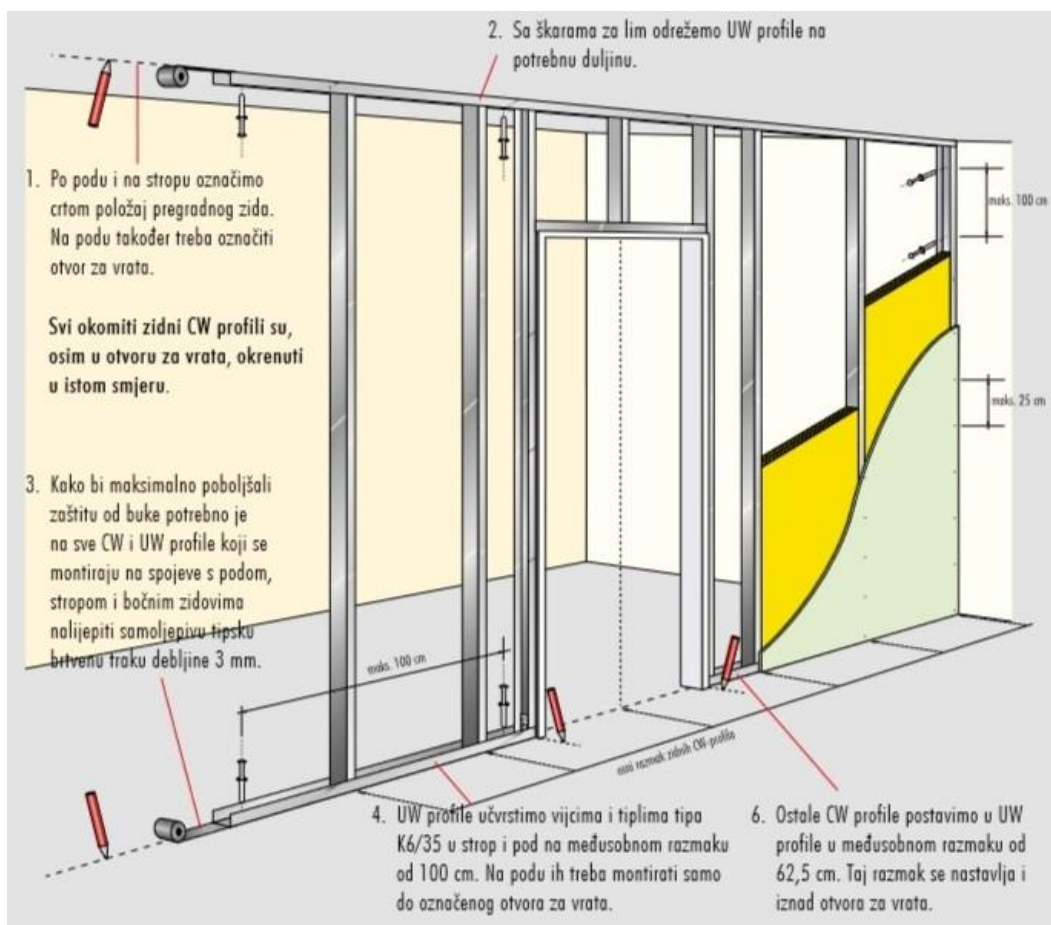 2. Sa škarama za lim odrežemo UW profile na
potrebnu duljinu.
1. Po podu i na stropu označimo
crtom položaj pregradnog zida.
Na podu također treba označiti
otvor za vrata.
Svi okomiti zidni CW profili su,
osim u otvoru za vrata, okrenuti
u istom smjeru.
maks. 100 cm
maks. 25 cm
3. Kako bi maksimalno poboljšali
zaštitu od buke potrebno je
na sve CW i UW profile koji se
montiraju na spojeve s podom,
stropom i bočnim zidovima
nalijepiti samoljepivu tipsku
brtvenu traku debljine 3 mm.
maks. 100 cm
razmak zidnih CW-profila
4. UW profile učvrstimo vijcima i tiplima tipa
K6/35 u strop i pod na međusobnom razmaku
od 100 cm. Na podu ih treba montirati samo
do označenog otvora za vrata.
6. Ostale CW profile postavimo u UW
profile u međusobnom razmaku od
62,5 cm. Taj razmak se nastavlja i
iznad otvora za vrata.